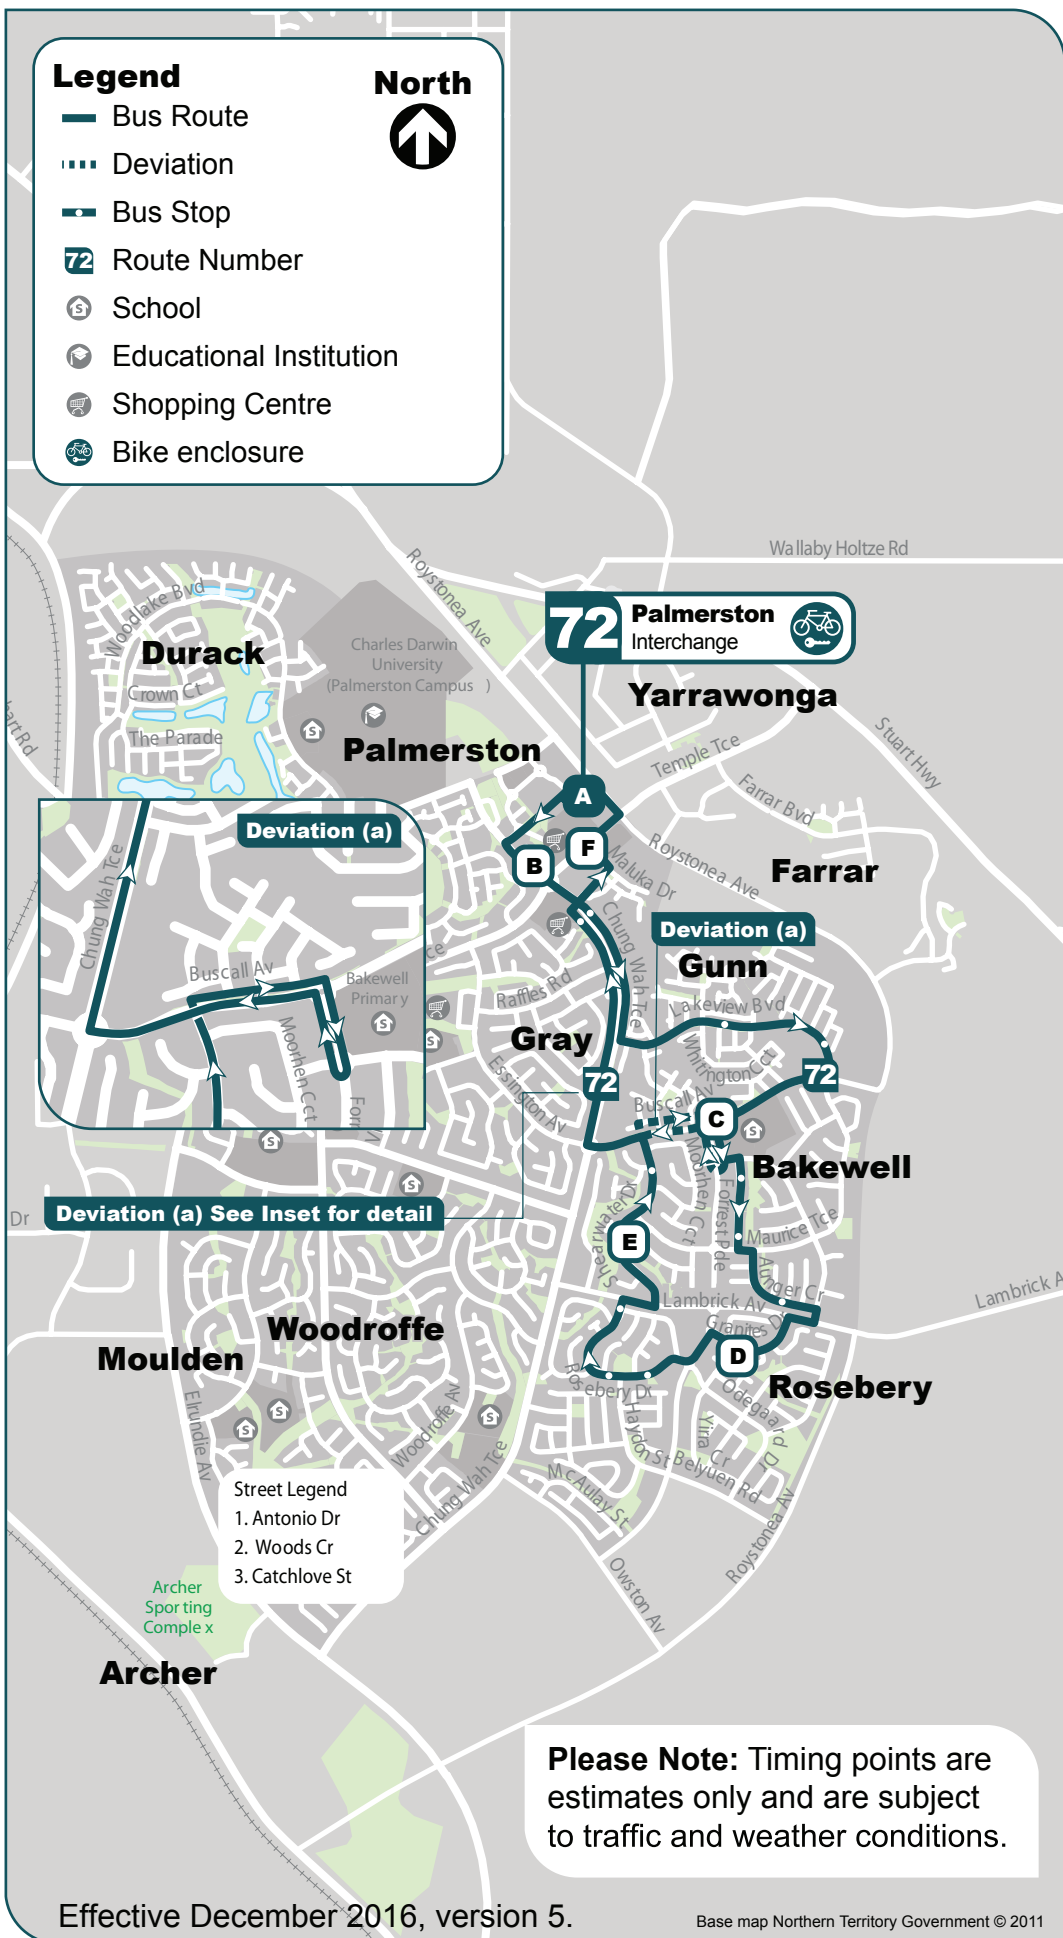 Legend
North
Bus Route
Deviation
Bus Stop
72 Route Number
School
Educational Institution
Shopping Centre
Bike enclosure
Wallaby Holtze Rd
Roystonea Ave
Woodlake Bvd
72
Palmerston
Interchange
Durack
Charles Darwin
University
(Palmerston Campus )
Yarrawonga
Crown Ct
The Parade
Palmerston
Temple Tce
Stuart Hwy
Farrar Bvd
A
Deviation (a)
B
F
Maluka Dr
Roystonea Ave
Farrar
Chung Wah Tce
Chung Wah Tce
Deviation (a)
Gunn
Buscall Av
Bakewell
Primary
Raffles Rd
Lakeview Bvd
Gray
Whitington Cct
Moorhen Cct
Essington Av
72
72
Buscall Av
C
Bakewell
Moorhen Cct
Forrest Pde
Dr
Deviation (a) See Inset for detail
Shearwater Dr
E
Maurice Tce
Aunger Cr
Lambrick Av
Lambrick A
Granites Dr
Woodroffe
Moulden
D
Rosebery
Rosebery Dr
Odegaard Dr
Elrundie Av
Woodroffe Av
Haydon St
Yirra Cr
Belyuen Rd
McAulay St
Chung Wah Tce
Roystonea Av
Owston Av
Street Legend
1. Antonio Dr
2. Woods Cr
3. Catchlove St
Archer
Sporting
Complex
Archer
Please Note: Timing points are
estimates only and are subject
to traffic and weather conditions.
Effective December 2016, version 5.
Base map Northern Territory Government © 2011